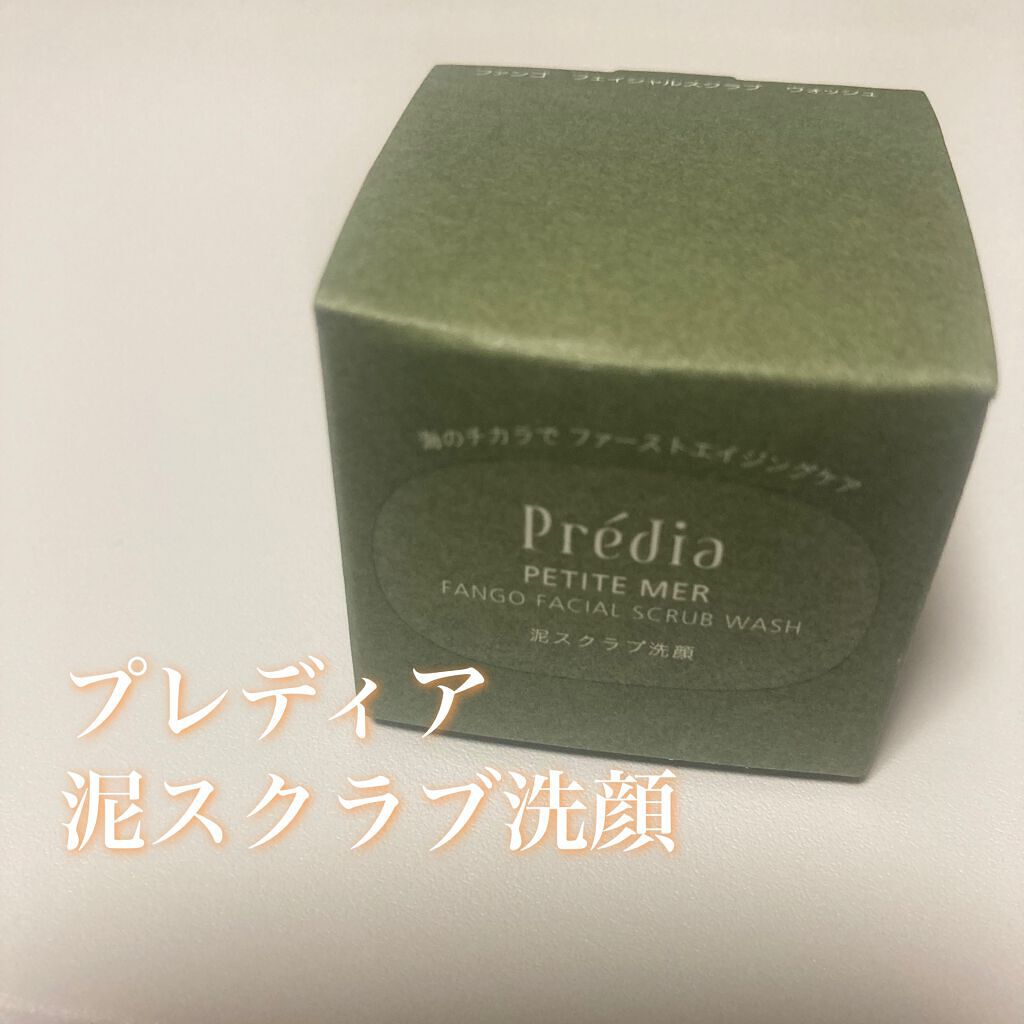 ファンゴ フェイシャルスクラブ ウォッシュ
海のチカラで ファーストエイジングケア
Prédia
PETITE MER
FANGO FACIAL SCRUB WASH
泥スクラブ洗顔
プレディア
泥スクラブ洗顔